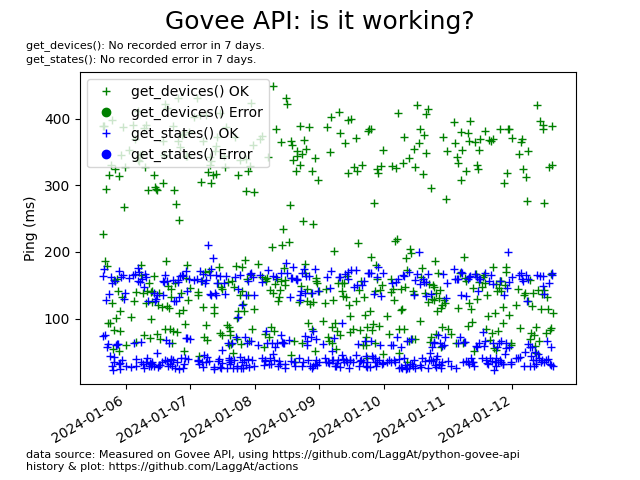 Govee API: is it working?
get_devices(): No recorded error in 7 days.
get_states(): No recorded error in 7 days.
get_devices() OK
get_devices() Error
get_states() OK
get_states() Error
Ping (ms)
400
300
200
100
2024-01-06
2024-01-07
2024-01-08
2024-01-09
2024-01-10
2024-01-11
2024-01-12
data source: Measured on Govee API, using https://github.com/LaggAt/python-govee-api
history & plot: https://github.com/LaggAt/actions